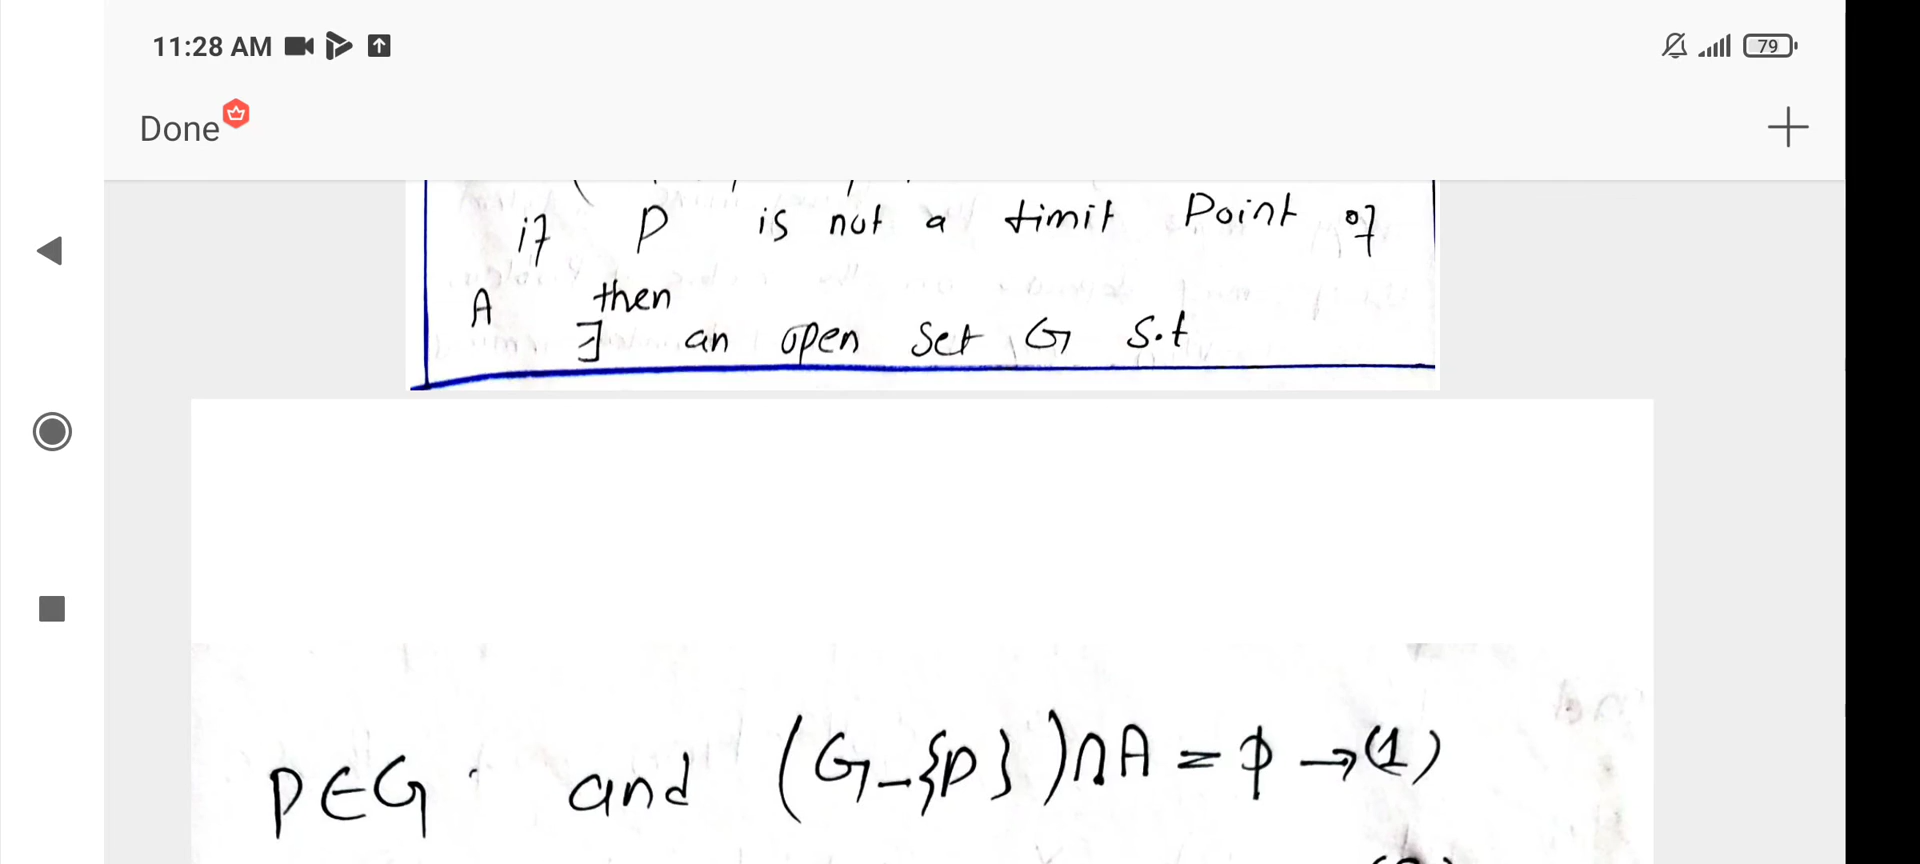 11:28 AM
79
Done
if p is not a limit Point of
A then
∃ an open set G s.t
p∈G and (G-{p})∩A = ϕ →(1)